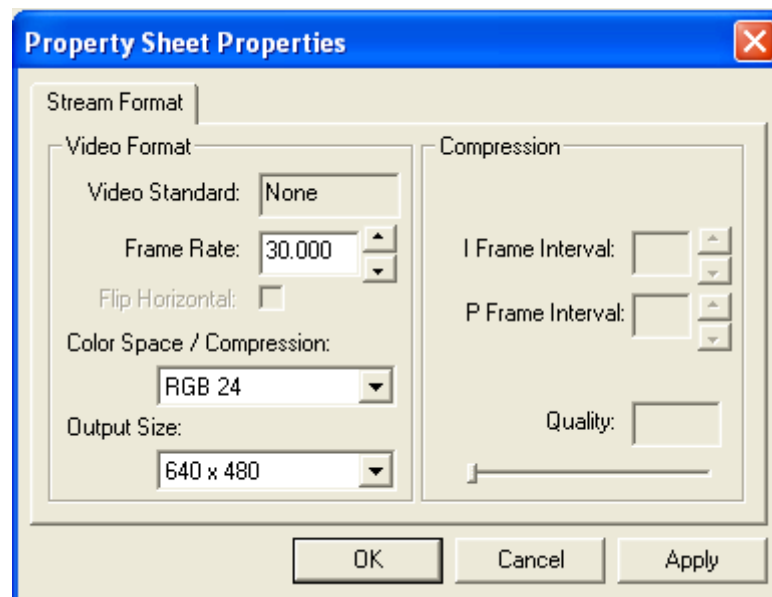 Property Sheet Properties
Stream Format
Video Format
Video Standard: None
Frame Rate: 30.000
Flip Horizontal:
Color Space / Compression:
RGB 24
Output Size:
640 x 480
Compression
I Frame Interval:
P Frame Interval:
Quality:
OK Cancel Apply